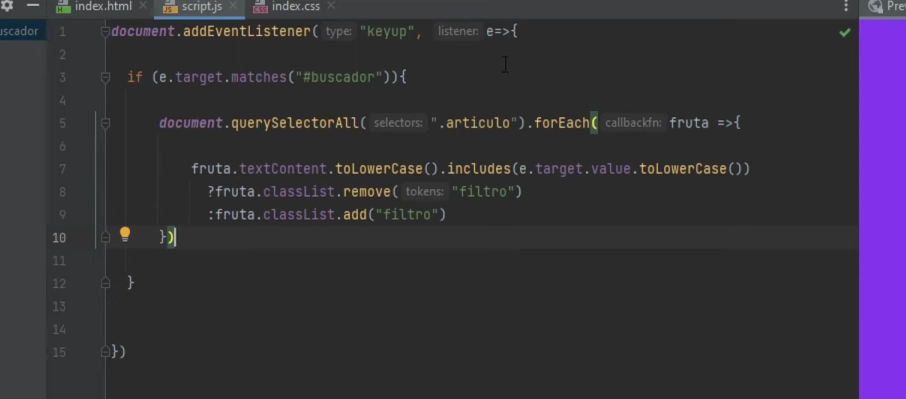 index.html script.js index.css Prev
uscador
1 document.addEventListener( type: "keyup", listener: e=>{
2
3 if (e.target.matches("#buscador")){
4
5 document.querySelectorAll( selectors: ".articulo").forEach( callbackfn: fruta =>{
6
7 fruta.textContent.toLowerCase().includes(e.target.value.toLowerCase())
8 ?fruta.classList.remove( tokens: "filtro")
9 :fruta.classList.add("filtro")
10 })
11
12 }
13
14
15 })